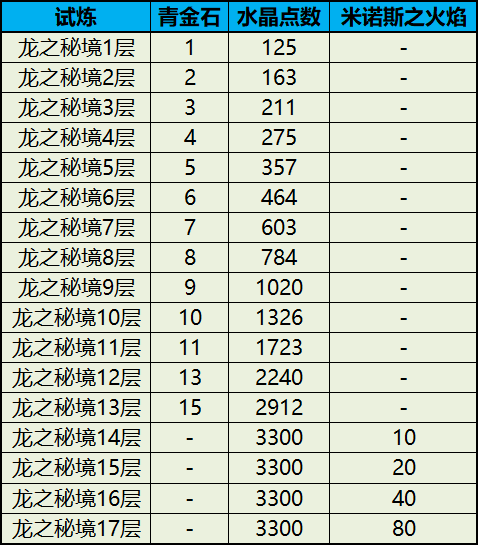 试炼 青金石 水晶点数 米诺斯之火焰
龙之秘境1层 1 125 -
龙之秘境2层 2 163 -
龙之秘境3层 3 211 -
龙之秘境4层 4 275 -
龙之秘境5层 5 357 -
龙之秘境6层 6 464 -
龙之秘境7层 7 603 -
龙之秘境8层 8 784 -
龙之秘境9层 9 1020 -
龙之秘境10层 10 1326 -
龙之秘境11层 11 1723 -
龙之秘境12层 13 2240 -
龙之秘境13层 15 2912 -
龙之秘境14层 - 3300 10
龙之秘境15层 - 3300 20
龙之秘境16层 - 3300 40
龙之秘境17层 - 3300 80